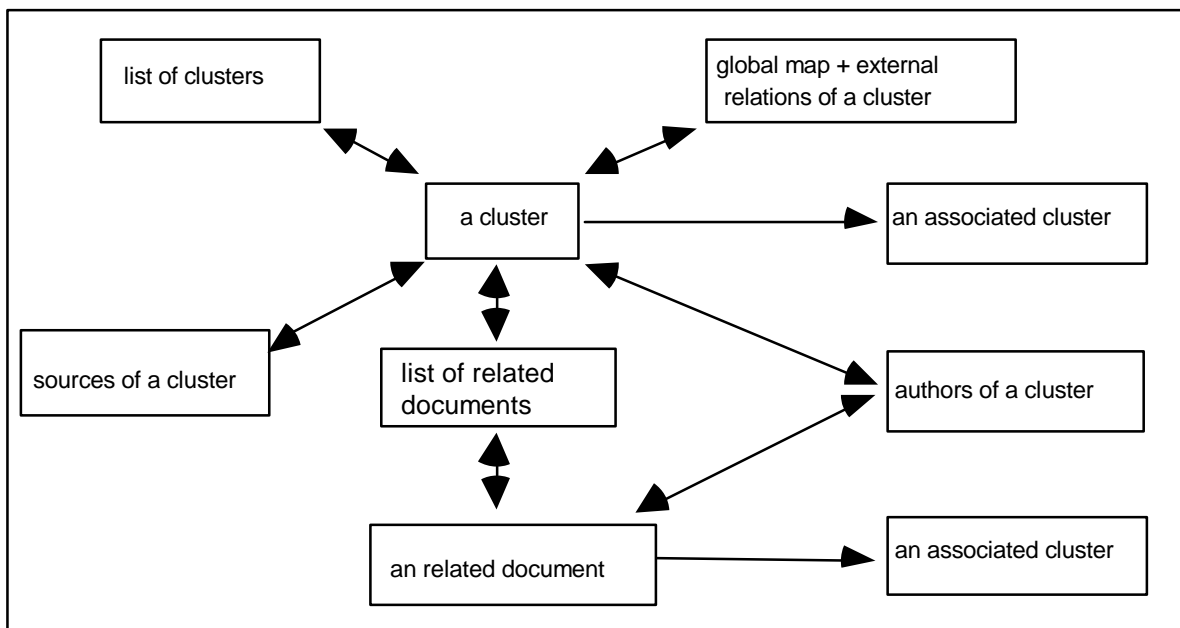 list of clusters
global map + external
relations of a cluster
a cluster
an associated cluster
sources of a cluster
list of related
documents
authors of a cluster
an related document
an associated cluster